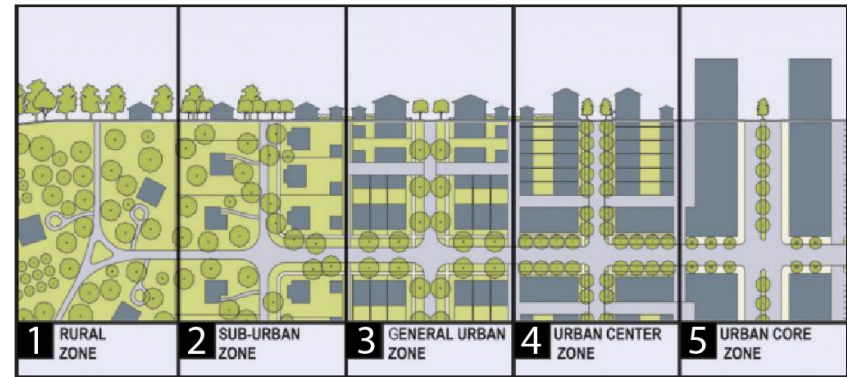 1 RURAL
ZONE
2 SUB-URBAN
ZONE
3 GENERAL URBAN
ZONE
4 URBAN CENTER
ZONE
5 URBAN CORE
ZONE